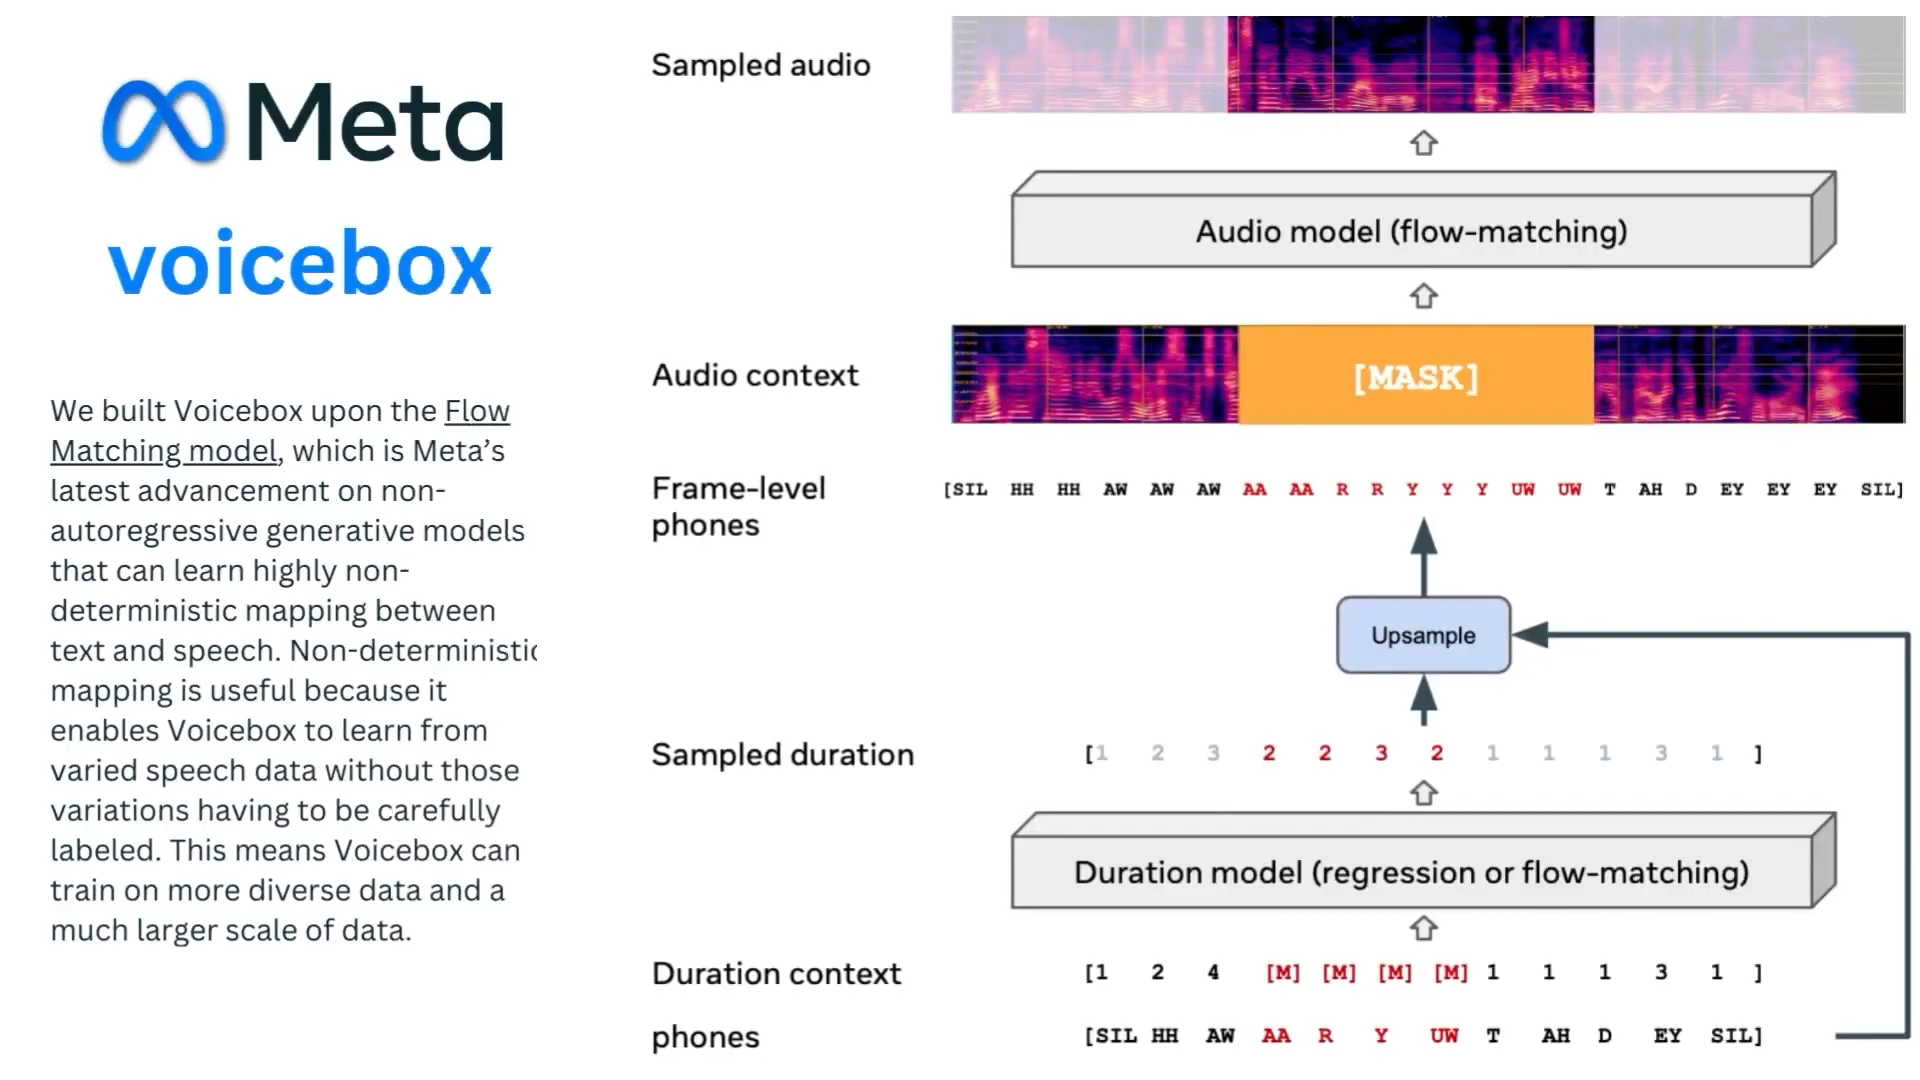 Meta
voicebox
We built Voicebox upon the Flow
Matching model, which is Meta’s
latest advancement on non-
autoregressive generative models
that can learn highly non-
deterministic mapping between
text and speech. Non-deterministic
mapping is useful because it
enables Voicebox to learn from
varied speech data without those
variations having to be carefully
labeled. This means Voicebox can
train on more diverse data and a
much larger scale of data.
Sampled audio
Audio model (flow-matching)
Audio context
[MASK]
Frame-level
phones
[SIL HH HH AW AW AW AA AA R R Y Y Y UW UW T AH D EY EY EY SIL]
Upsample
Sampled duration
[1 2 3 2 2 3 2 1 1 1 3 1 ]
Duration model (regression or flow-matching)
Duration context
[1 2 4 [M] [M] [M] [M] 1 1 1 3 1 ]
phones
[SIL HH AW AA R Y UW T AH D EY SIL]